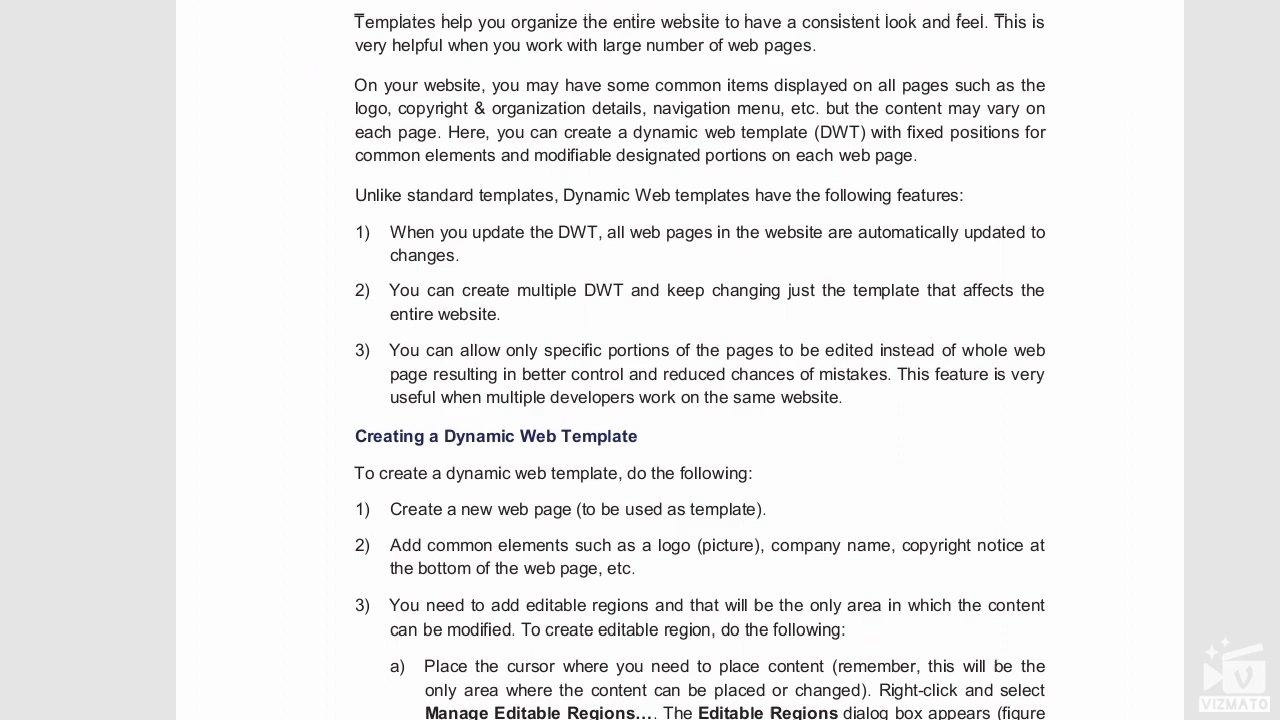 Templates help you organize the entire website to have a consistent look and feel. This is
very helpful when you work with large number of web pages.
On your website, you may have some common items displayed on all pages such as the
logo, copyright & organization details, navigation menu, etc. but the content may vary on
each page. Here, you can create a dynamic web template (DWT) with fixed positions for
common elements and modifiable designated portions on each web page.
Unlike standard templates, Dynamic Web templates have the following features:
1) When you update the DWT, all web pages in the website are automatically updated to
changes.
2) You can create multiple DWT and keep changing just the template that affects the
entire website.
3) You can allow only specific portions of the pages to be edited instead of whole web
page resulting in better control and reduced chances of mistakes. This feature is very
useful when multiple developers work on the same website.
Creating a Dynamic Web Template
To create a dynamic web template, do the following:
1) Create a new web page (to be used as template).
2) Add common elements such as a logo (picture), company name, copyright notice at
the bottom of the web page, etc.
3) You need to add editable regions and that will be the only area in which the content
can be modified. To create editable region, do the following:
a) Place the cursor where you need to place content (remember, this will be the
only area where the content can be placed or changed). Right-click and select
Manage Editable Regions.... The Editable Regions dialog box appears (figure
VIZMATO